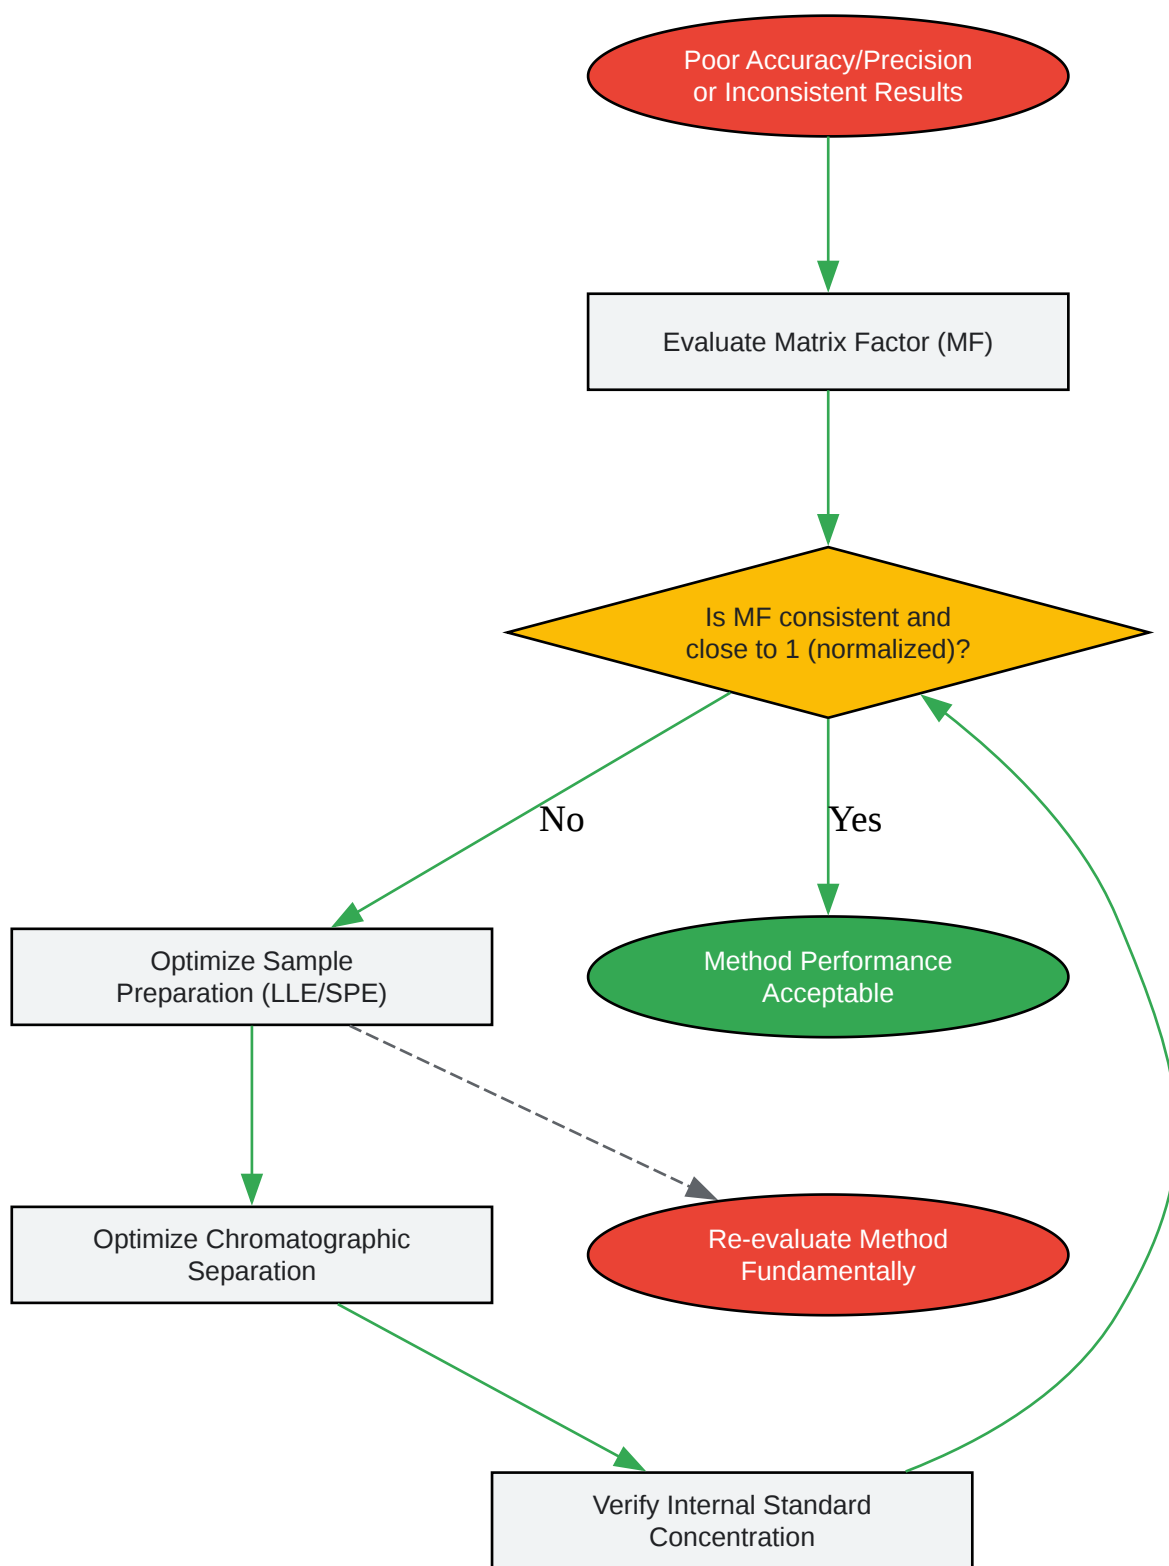 Poor Accuracy/Precision
or Inconsistent Results
Evaluate Matrix Factor (MF)
Is MF consistent and
close to 1 (normalized)?
No
Yes
Optimize Sample
Preparation (LLE/SPE)
Method Performance
Acceptable
Optimize Chromatographic
Separation
Re-evaluate Method
Fundamentally
Verify Internal Standard
Concentration